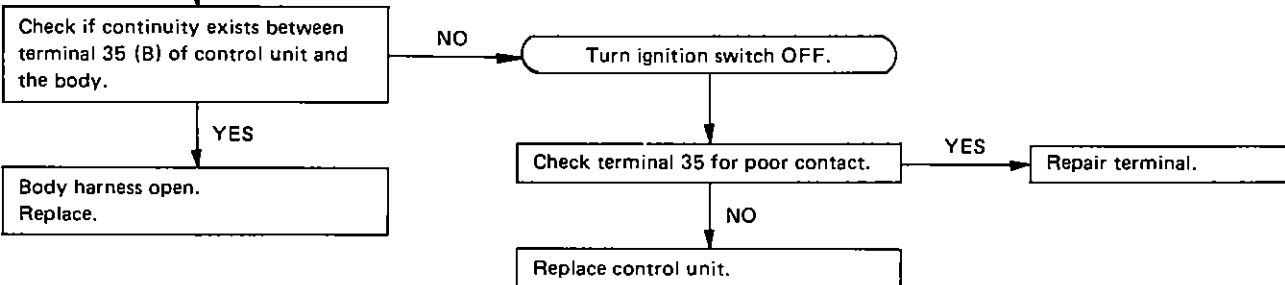 Check if continuity exists between
terminal 35 (B) of control unit and
the body.
NO
Turn ignition switch OFF.
YES
Check terminal 35 for poor contact.
YES
Repair terminal.
Body harness open.
Replace.
NO
Replace control unit.